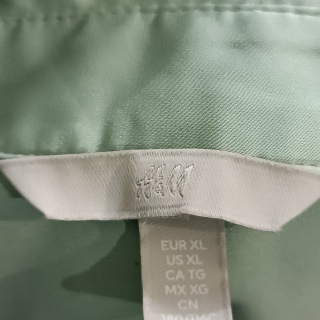 H&M
EUR XL
US XL
CA TG
MX XG
CN